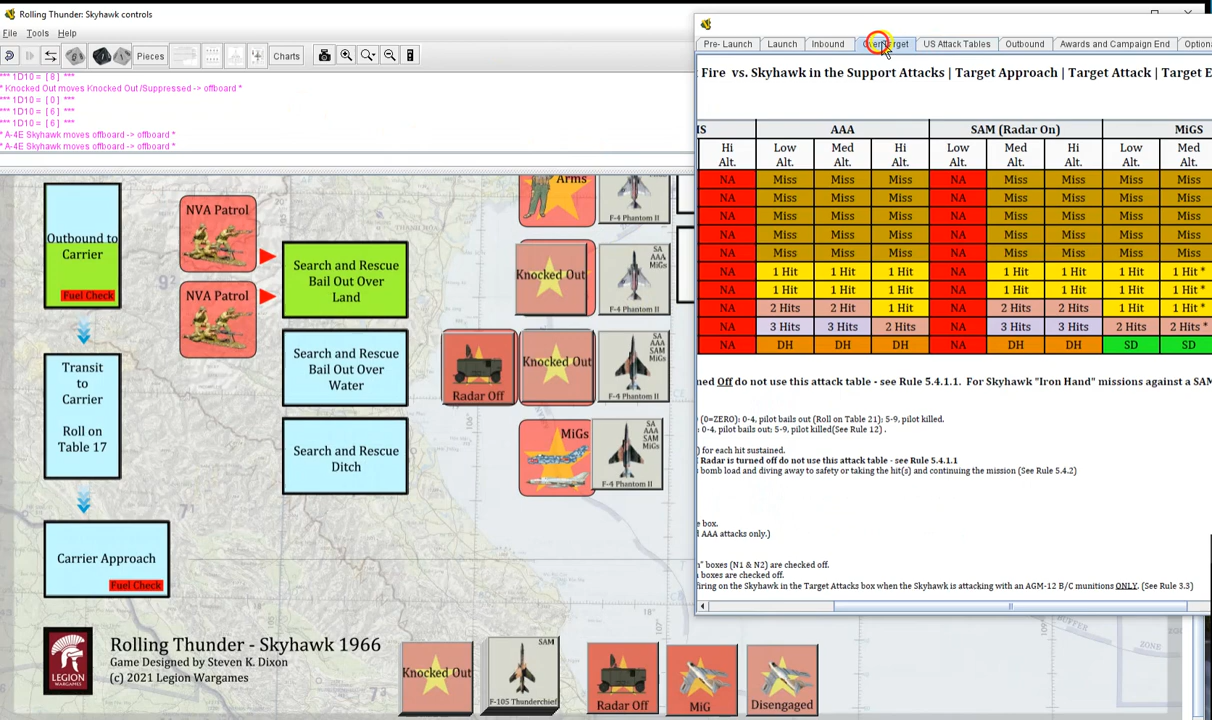 Rolling Thunder: Skyhawk controls
File Tools Help
Pieces
Charts
*** 1D10 = [ 8 ] ***
* Knocked Out moves Knocked Out /Suppressed -> offboard *
*** 1D10 = [ 0 ] ***
*** 1D10 = [ 6 ] ***
*** 1D10 = [ 6 ] ***
* A-4E Skyhawk moves offboard -> offboard *
* A-4E Skyhawk moves offboard -> offboard *
Pre- Launch
Launch
Inbound
Over Target
US Attack Tables
Outbound
Awards and Campaign End
Optiona
Fire vs. Skyhawk in the Support Attacks | Target Approach | Target Attack | Target E
AAA SAM (Radar On) MiGS
Hi Alt. Low Alt. Med Alt. Hi Alt. Low Alt. Med Alt. Hi Alt. Low Alt. Med Alt.
NA Miss Miss Miss NA Miss Miss Miss Miss
NA Miss Miss Miss NA Miss Miss Miss Miss
NA Miss Miss Miss NA Miss Miss Miss Miss
NA Miss Miss Miss NA Miss Miss Miss Miss
NA Miss Miss Miss NA Miss Miss Miss Miss
NA 1 Hit 1 Hit 1 Hit NA 1 Hit 1 Hit 1 Hit 1 Hit *
NA 1 Hit 1 Hit 1 Hit NA 1 Hit 1 Hit 1 Hit 1 Hit *
NA 2 Hits 2 Hit 1 Hit NA 2 Hits 2 Hits 1 Hit 1 Hit *
NA 3 Hits 3 Hits 2 Hits NA 3 Hits 3 Hits 2 Hits 2 Hits *
NA DH DH DH NA DH DH SD SD
ned Off do not use this attack table - see Rule 5.4.1.1. For Skyhawk "Iron Hand" missions against a SAM
(0=ZERO): 0-4, pilot bails out (Roll on Table 21): 5-9, pilot killed.
: 0-4, pilot bails out: 5-9, pilot killed(See Rule 12) .
) for each hit sustained.
Radar is turned off do not use this attack table - see Rule 5.4.1.1
bomb load and diving away to safety or taking the hit(s) and continuing the mission (See Rule 5.4.2)
e box.
d AAA attacks only.)
n" boxes (N1 & N2) are checked off.
n boxes are checked off.
firing on the Skyhawk in the Target Attacks box when the Skyhawk is attacking with an AGM-12 B/C munitions ONLY. (See Rule 3.3)
Outbound to
Carrier
Fuel Check
Transit
to
Carrier
Roll on
Table 17
Carrier Approach
Fuel Check
NVA Patrol
NVA Patrol
Search and Rescue
Bail Out Over
Land
Search and Rescue
Bail Out Over
Water
Search and Rescue
Ditch
Arms
F-4 Phantom II
Knocked Out
SA
AAA
MiGs
F-4 Phantom II
Radar Off
Knocked Out
SA
AAA
SAM
MiGs
F-4 Phantom II
MiGs
SA
AAA
SAM
MiGs
F-4 Phantom II
LEGION
WARGAMES
Rolling Thunder - Skyhawk 1966
Game Designed by Steven K. Dixon
(c) 2021 Legion Wargames
Knocked Out
SAM
F-105 Thunderchief
Radar Off
MiG
Disengaged
BUFFER
ZONE